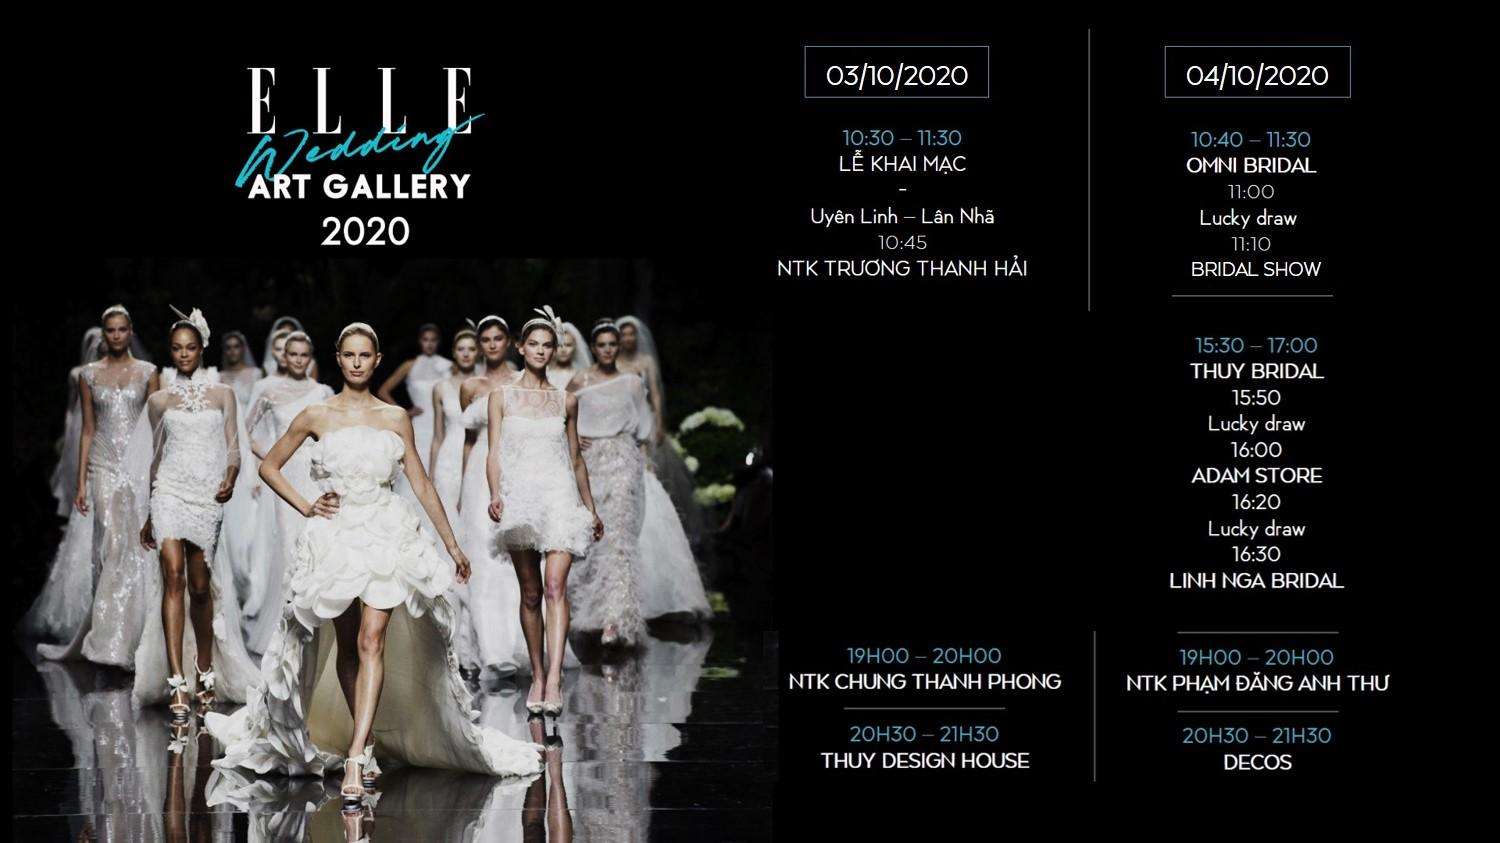 ELLE
Wedding
ART GALLERY
2020
03/10/2020
10:30 – 11:30
LỄ KHAI MẠC
-
Uyên Linh – Lân Nhã
10:45
NTK TRƯƠNG THANH HẢI
19H00 – 20H00
NTK CHUNG THANH PHONG
20H30 – 21H30
THUY DESIGN HOUSE
04/10/2020
10:40 – 11:30
OMNI BRIDAL
11:00
Lucky draw
11:10
BRIDAL SHOW
15:30 – 17:00
THUY BRIDAL
15:50
Lucky draw
16:00
ADAM STORE
16:20
Lucky draw
16:30
LINH NGA BRIDAL
19H00 – 20H00
NTK PHẠM ĐĂNG ANH THƯ
20H30 – 21H30
DECOS